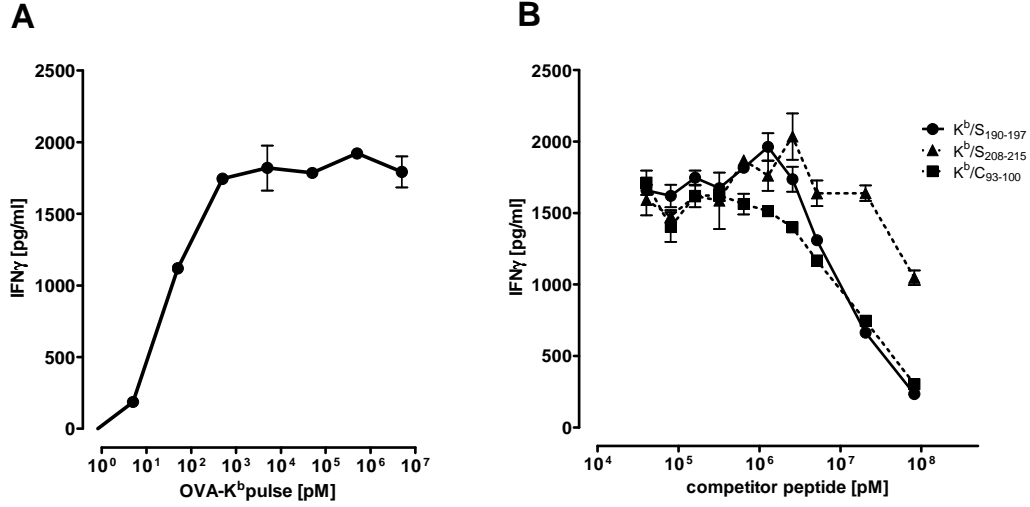 A
2500
2000
1500
1000
500
0
IFNγ [pg/ml]
10⁰ 10¹ 10² 10³ 10⁴ 10⁵ 10⁶ 10⁷
OVA-Kᵇpulse [pM]
B
2500
2000
1500
1000
500
0
IFNγ [pg/ml]
10⁴ 10⁵ 10⁶ 10⁷ 10⁸
competitor peptide [pM]
Kᵇ/S₁₉₀₋₁₉₇
Kᵇ/S₂₀₈₋₂₁₅
Kᵇ/C₉₃₋₁₀₀